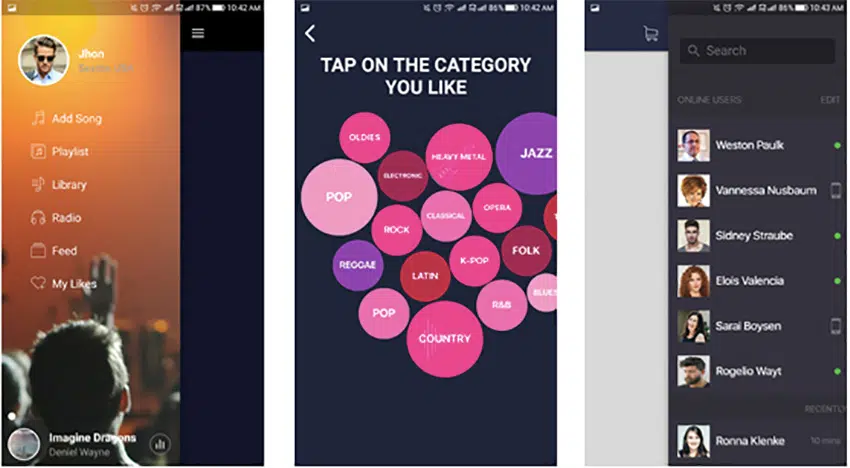 87% 10:42 AM
Jhon
Add Song
Playlist
Library
Radio
Feed
My Likes
Imagine Dragons
Deniel Wayne
86% 10:42 AM
TAP ON THE CATEGORY
YOU LIKE
OLDIES
HEAVY METAL
JAZZ
ELECTRONIC
POP
CLASSICAL
OPERA
ROCK
FOLK
REGGAE
K-POP
LATIN
BLUES
R&B
POP
COUNTRY
86% 10:43 AM
Search
ONLINE USERS EDIT
Weston Paulk
Vannessa Nusbaum
Sidney Straube
Elois Valencia
Sarai Boysen
Rogelio Wayt
RECENTLY
Ronna Klenke 10 mins